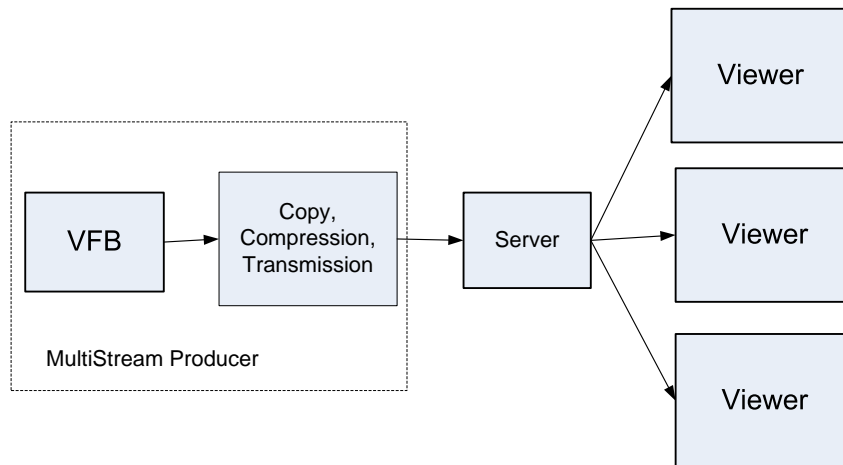 VFB
Copy,
Compression,
Transmission
MultiStream Producer
Server
Viewer
Viewer
Viewer